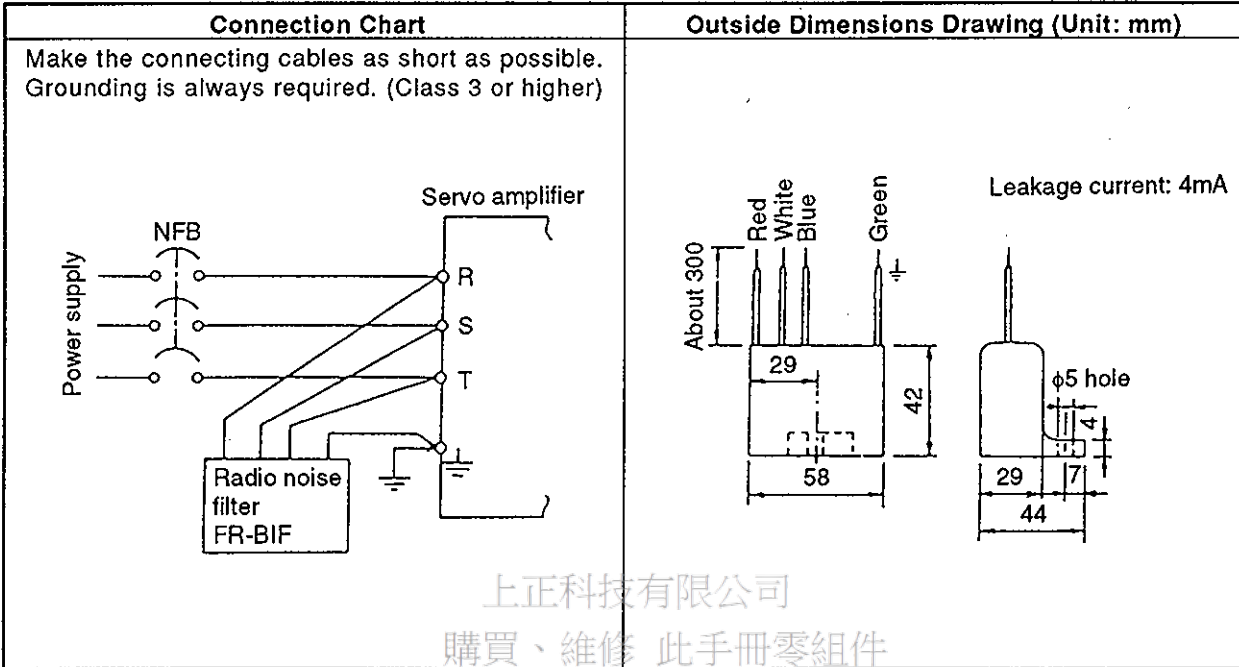 Connection Chart
Make the connecting cables as short as possible.
Grounding is always required. (Class 3 or higher)
Servo amplifier
NFB
Power supply
R
S
T
Radio noise
filter
FR-BIF
Outside Dimensions Drawing (Unit: mm)
Leakage current: 4mA
Red
White
Blue
Green
About 300
29
42
58
φ5 hole
4
29
7
44
上正科技有限公司
購買、維修 此手冊零組件